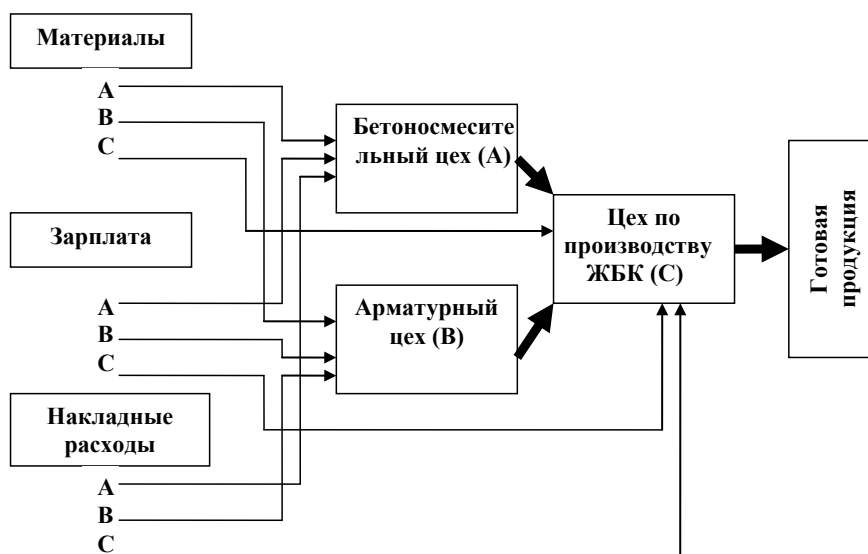 Материалы
A
B
C
Зарплата
A
B
C
Накладные
расходы
A
B
C
Бетоносмесите
льный цех (A)
Арматурный
цех (B)
Цех по
производству
ЖБК (C)
Готовая
продукция